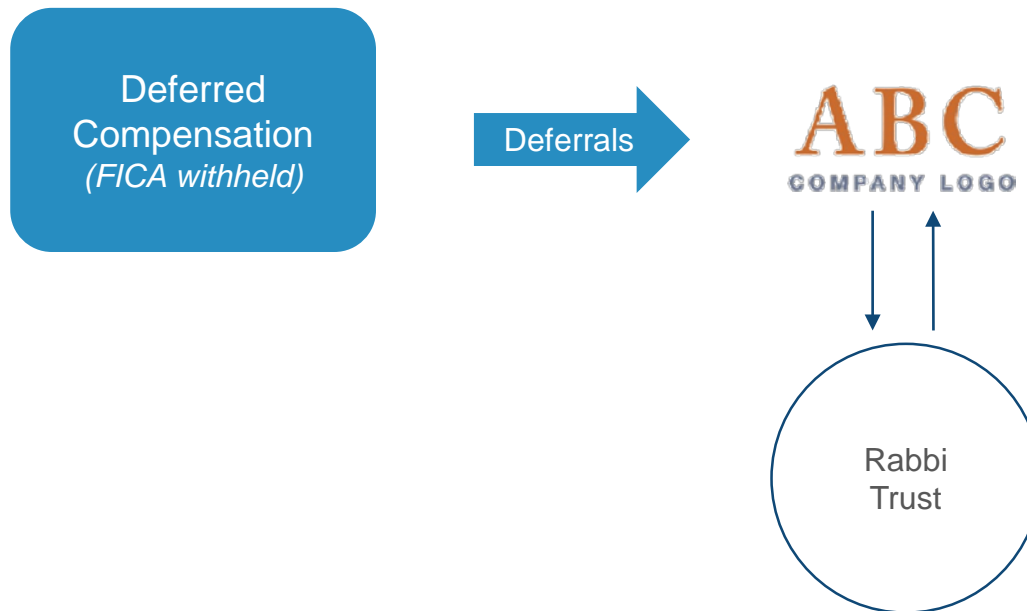 Deferred
Compensation
(FICA withheld)
Deferrals
ABC
COMPANY LOGO
Rabbi
Trust